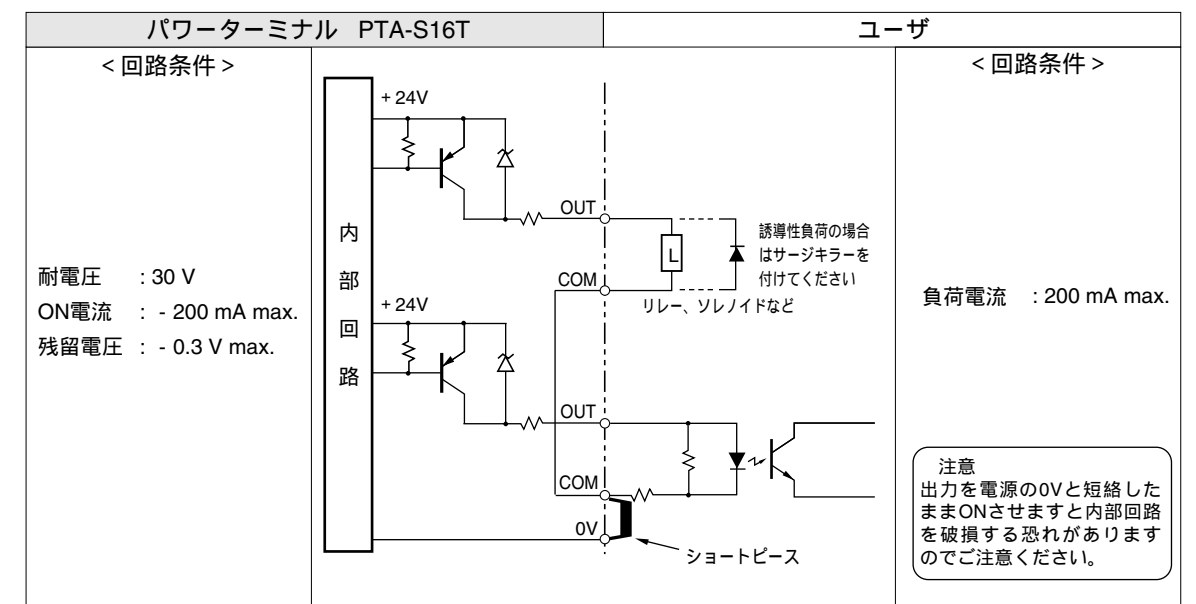 パワーターミナル PTA-S16T
ユーザ
< 回路条件 >
耐電圧 : 30 V
ON電流 : - 200 mA max.
残留電圧 : - 0.3 V max.
内部回路
+ 24V
OUT
COM
L
誘導性負荷の場合
はサージキラーを
付けてください
リレー、ソレノイドなど
+ 24V
OUT
COM
0V
ショートピース
< 回路条件 >
負荷電流 : 200 mA max.
注意
出力を電源の0Vと短絡した
ままONさせますと内部回路
を破損する恐れがあります
のでご注意ください。